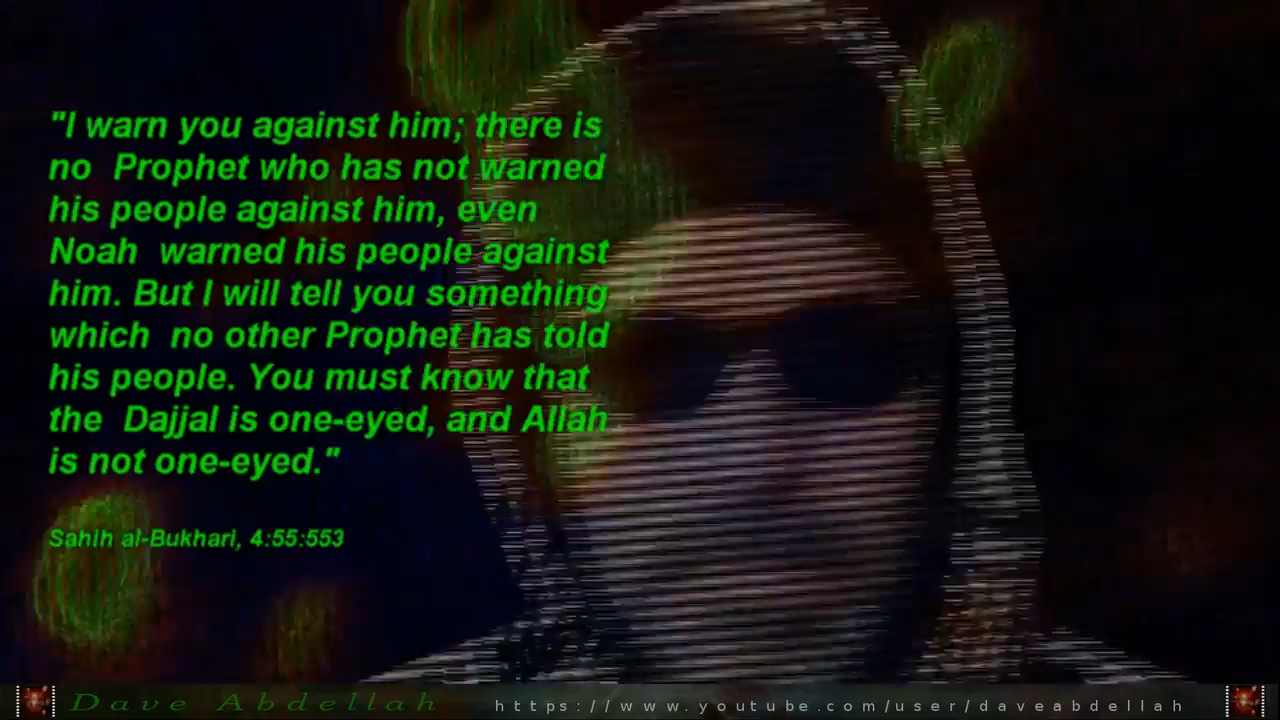 "I warn you against him; there is
no Prophet who has not warned
his people against him, even
Noah warned his people against
him. But I will tell you something
which no other Prophet has told
his people. You must know that
the Dajjal is one-eyed, and Allah
is not one-eyed."
Sahih al-Bukhari, 4:55:553
Dave Abdellah https://www.youtube.com/user/daveabdellah